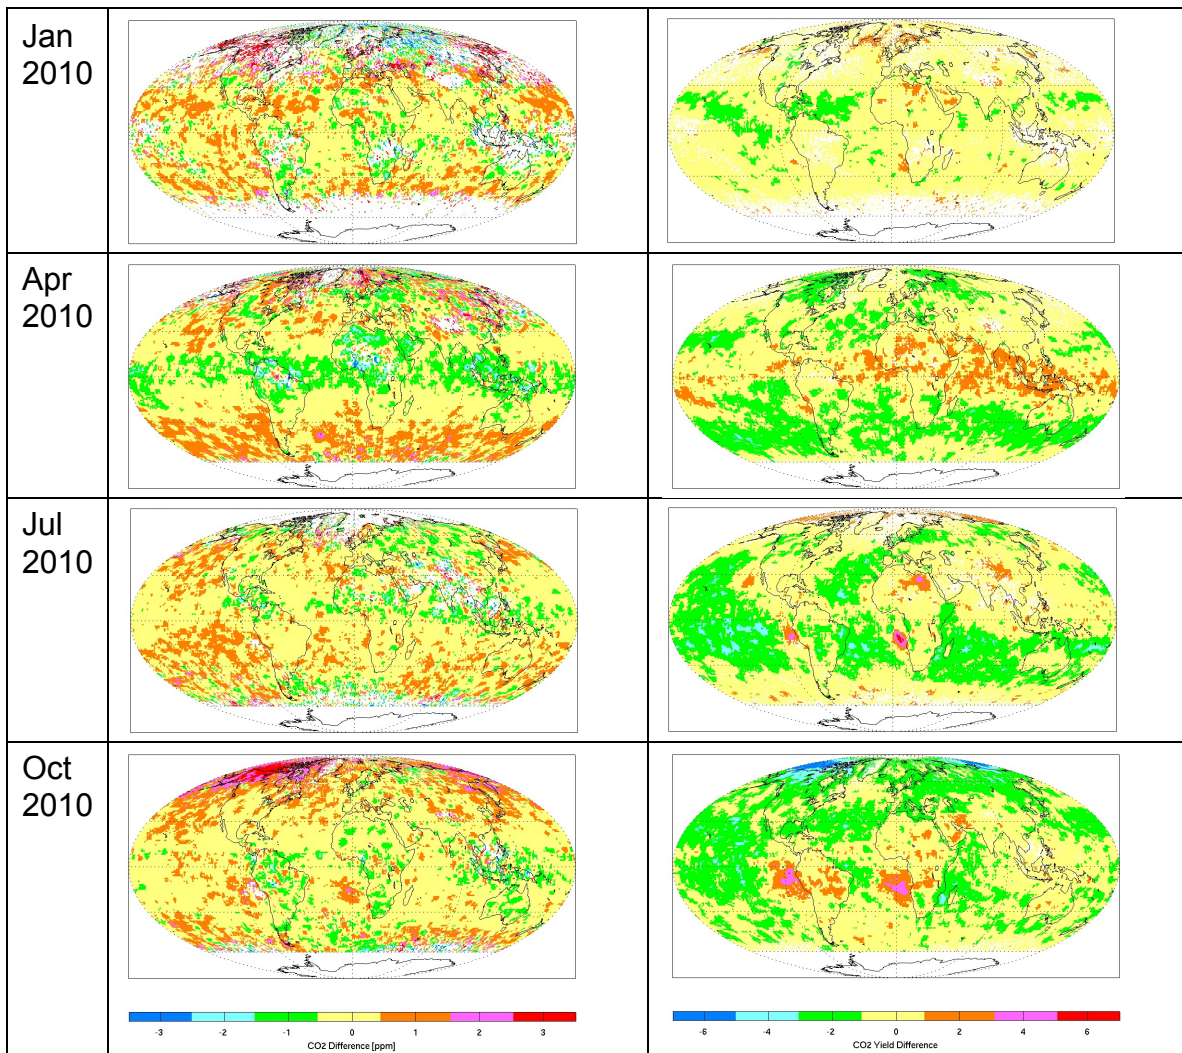 Jan
2010
Apr
2010
Jul
2010
Oct
2010
-3 -2 -1 0 1 2 3
CO2 Difference [ppm]
-6 -4 -2 0 2 4 6
CO2 Yield Difference